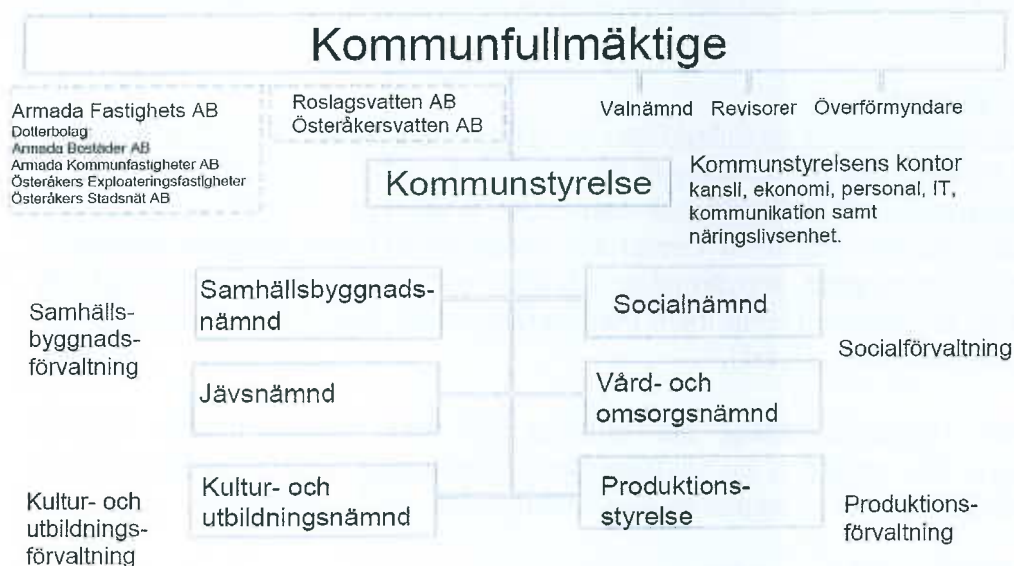 Kommunfullmäktige
Armada Fastighets AB
Dotterbolag
Armada Bostäder AB
Armada Kommunfastigheter AB
Österåkers Exploateringsfastigheter
Österåkers Stadsnät AB
Roslagsvatten AB
Österåkersvatten AB
Valnämnd
Revisorer
Överförmyndare
Kommunstyrelse
Kommunstyrelsens kontor
kansli, ekonomi, personal, IT,
kommunikation samt
näringslivsenhet.
Samhälls-
byggnads-
förvaltning
Samhällsbyggnads-
nämnd
Socialnämnd
Socialförvaltning
Jävsnämnd
Vård- och
omsorgsnämnd
Kultur- och
utbildnings-
förvaltning
Kultur- och
utbildningsnämnd
Produktions-
styrelse
Produktions-
förvaltning